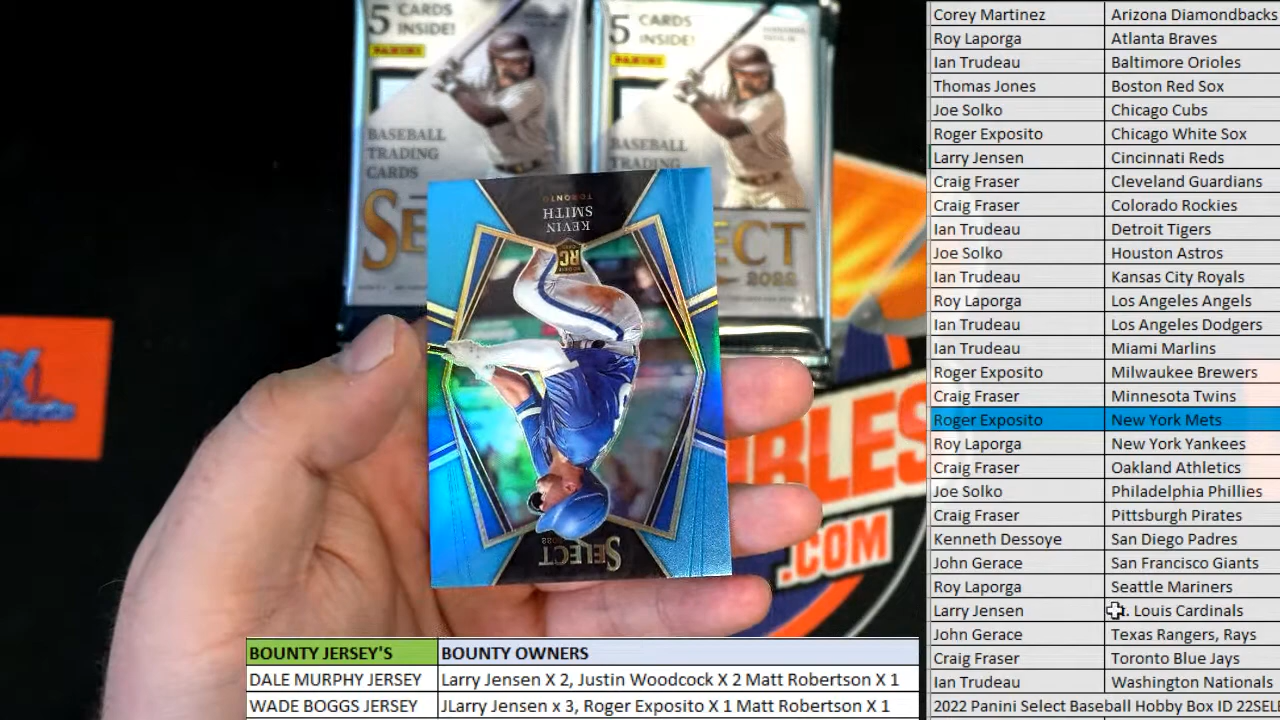 5 CARDS
INSIDE!
PANINI
BASEBALL
TRADING
CARDS
SE
5 CARDS
INSIDE!
PANINI
BASEBALL
TRADING
ECT
2022
TORONTO
KEVIN
SMITH
ROOKIE
RC
SELECT
2022
BLES
.COM
Corey Martinez Arizona Diamondbacks
Roy Laporga Atlanta Braves
Ian Trudeau Baltimore Orioles
Thomas Jones Boston Red Sox
Joe Solko Chicago Cubs
Roger Exposito Chicago White Sox
Larry Jensen Cincinnati Reds
Craig Fraser Cleveland Guardians
Craig Fraser Colorado Rockies
Ian Trudeau Detroit Tigers
Joe Solko Houston Astros
Ian Trudeau Kansas City Royals
Roy Laporga Los Angeles Angels
Ian Trudeau Los Angeles Dodgers
Ian Trudeau Miami Marlins
Roger Exposito Milwaukee Brewers
Craig Fraser Minnesota Twins
Roger Exposito New York Mets
Roy Laporga New York Yankees
Craig Fraser Oakland Athletics
Joe Solko Philadelphia Phillies
Craig Fraser Pittsburgh Pirates
Kenneth Dessoye San Diego Padres
John Gerace San Francisco Giants
Roy Laporga Seattle Mariners
Larry Jensen t. Louis Cardinals
John Gerace Texas Rangers, Rays
Craig Fraser Toronto Blue Jays
Ian Trudeau Washington Nationals
2022 Panini Select Baseball Hobby Box ID 22SELE
BOUNTY JERSEY'S BOUNTY OWNERS
DALE MURPHY JERSEY Larry Jensen X 2, Justin Woodcock X 2 Matt Robertson X 1
WADE BOGGS JERSEY JLarry Jensen x 3, Roger Exposito X 1 Matt Robertson X 1